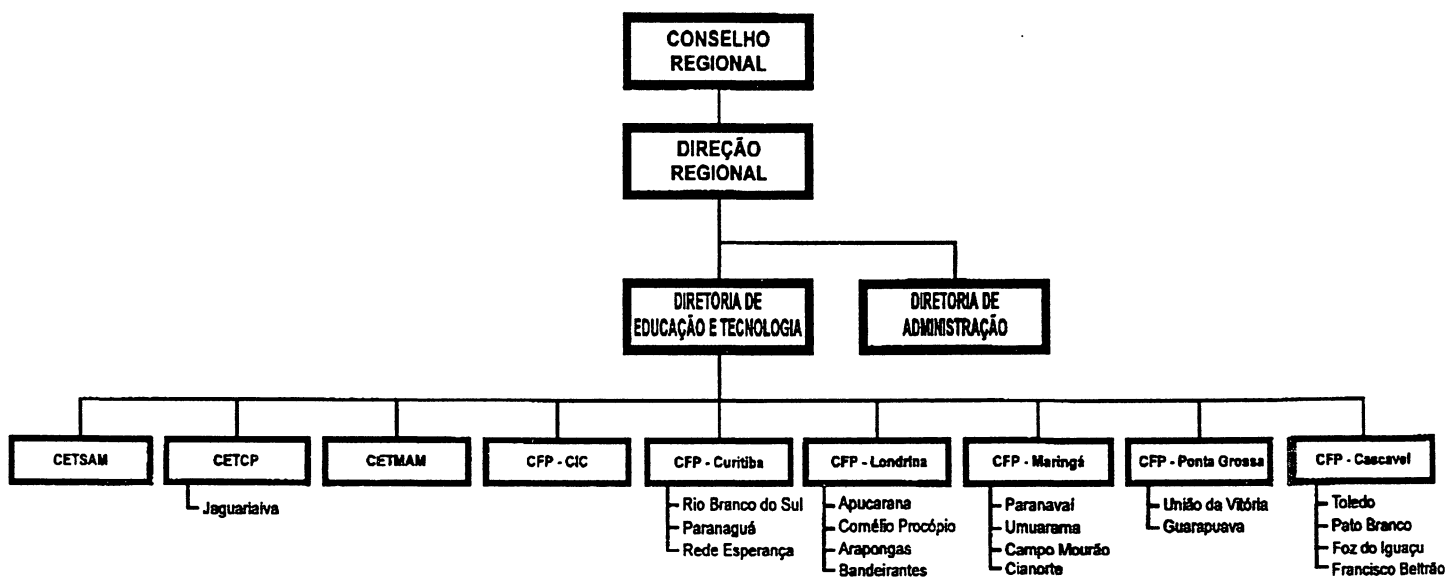 CONSELHO
REGIONAL
DIREÇÃO
REGIONAL
DIRETORIA DE
EDUCAÇÃO E TECNOLOGIA
DIRETORIA DE
ADMINISTRAÇÃO
CETSAM
CETCP
CETMAM
CFP - CIC
CFP - Curitiba
CFP - Londrina
CFP - Maringá
CFP - Ponta Grossa
CFP - Cascavel
Jaguariaiva
Rio Branco do Sul
Paranaguá
Rede Esperança
Apucarana
Cornélio Procópio
Arapongas
Bandeirantes
Paranavaí
Umuarama
Campo Mourão
Cianorte
União da Vitória
Guarapuava
Toledo
Pato Branco
Foz do Iguaçu
Francisco Beltrão